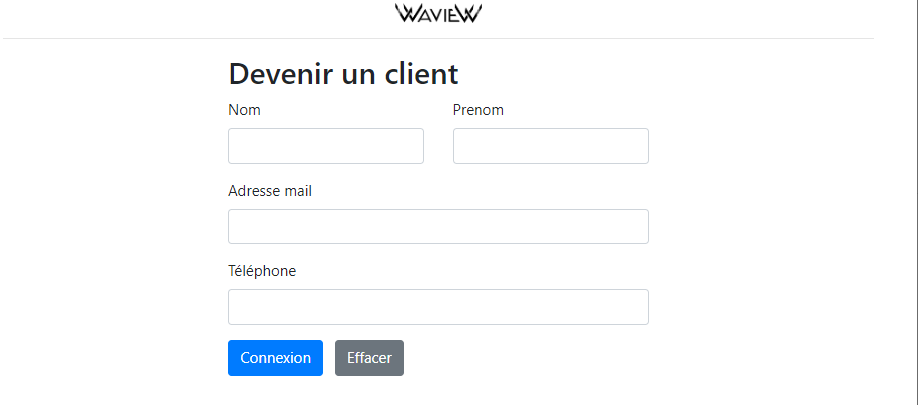 WAVIEW
Devenir un client
Nom Prenom
Adresse mail
Téléphone
Connexion Effacer